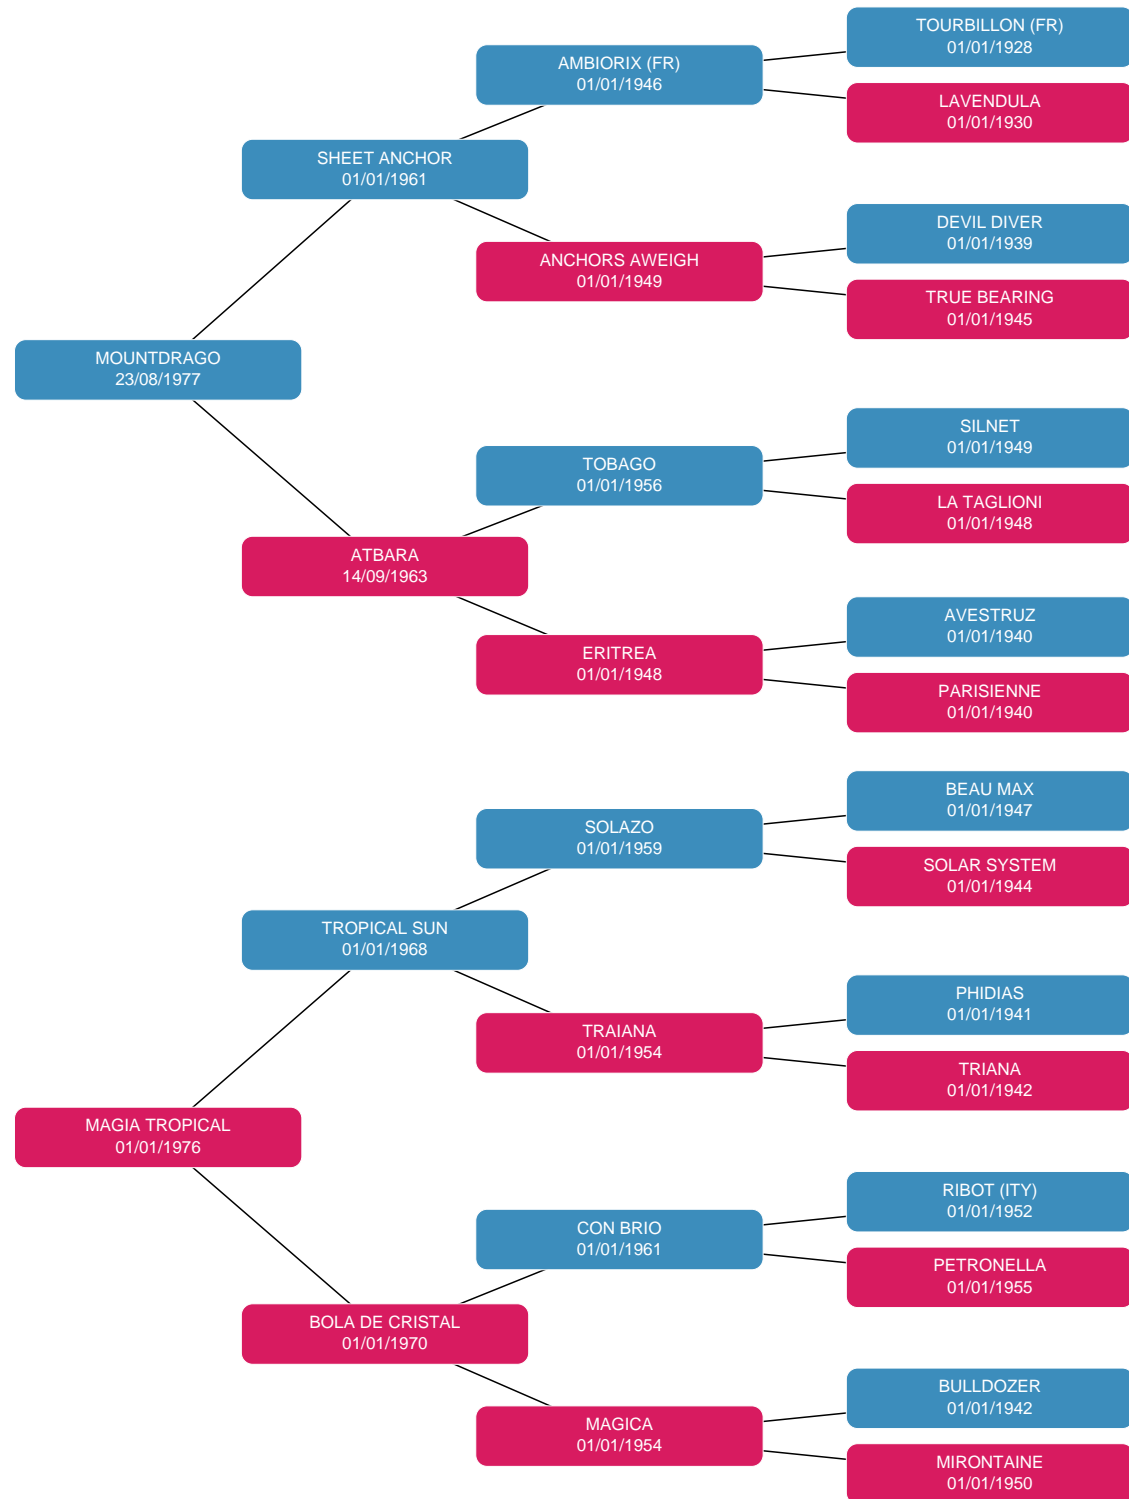 TOURBILLON (FR)
01/01/1928
AMBIORIX (FR)
01/01/1946
LAVENDULA
01/01/1930
SHEET ANCHOR
01/01/1961
DEVIL DIVER
01/01/1939
ANCHORS AWEIGH
01/01/1949
TRUE BEARING
01/01/1945
MOUNTDRAGO
23/08/1977
SILNET
01/01/1949
TOBAGO
01/01/1956
LA TAGLIONI
01/01/1948
ATBARA
14/09/1963
AVESTRUZ
01/01/1940
ERITREA
01/01/1948
PARISIENNE
01/01/1940
BEAU MAX
01/01/1947
SOLAZO
01/01/1959
SOLAR SYSTEM
01/01/1944
TROPICAL SUN
01/01/1968
PHIDIAS
01/01/1941
TRAIANA
01/01/1954
TRIANA
01/01/1942
MAGIA TROPICAL
01/01/1976
RIBOT (ITY)
01/01/1952
CON BRIO
01/01/1961
PETRONELLA
01/01/1955
BOLA DE CRISTAL
01/01/1970
BULLDOZER
01/01/1942
MAGICA
01/01/1954
MIRONTAINE
01/01/1950